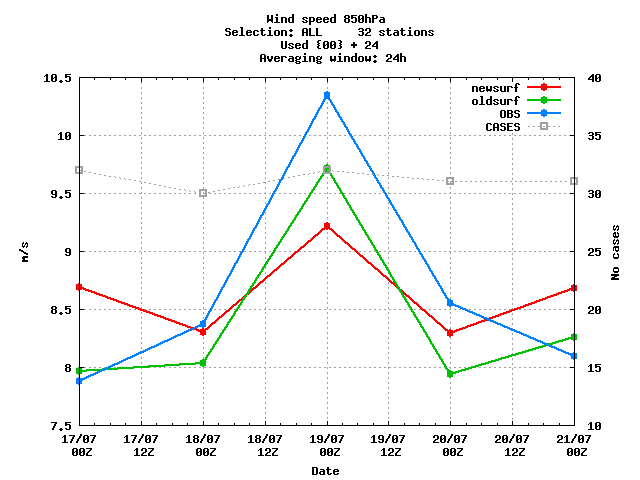 Wind speed 850hPa
Selection: ALL     32 stations
Used {00} + 24
Averaging window: 24h
10.5
10
9.5
9
8.5
8
7.5
m/s
40
35
30
25
20
15
10
No cases
newsurf
oldsurf
OBS
CASES
17/07 17/07 18/07 18/07 19/07 19/07 20/07 20/07 21/07
00Z 12Z 00Z 12Z 00Z 12Z 00Z 12Z 00Z
Date